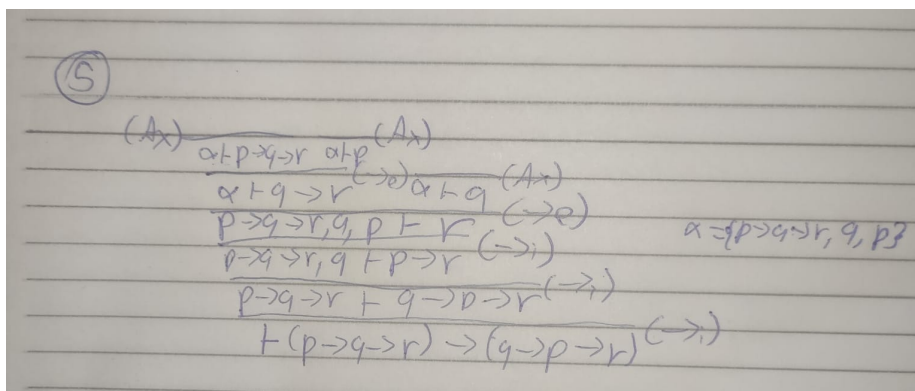 5
(Ax) (Ax)
α⊢p→q→r α⊢p
α⊢q→r (→e) α⊢q (Ax)
p→q→r, q, p ⊢ r (→e)
p→q→r, q ⊢ p→r (→i) α={p→q→r, q, p}
p→q→r ⊢ q→p→r (→i)
⊢(p→q→r)→(q→p→r) (→i)